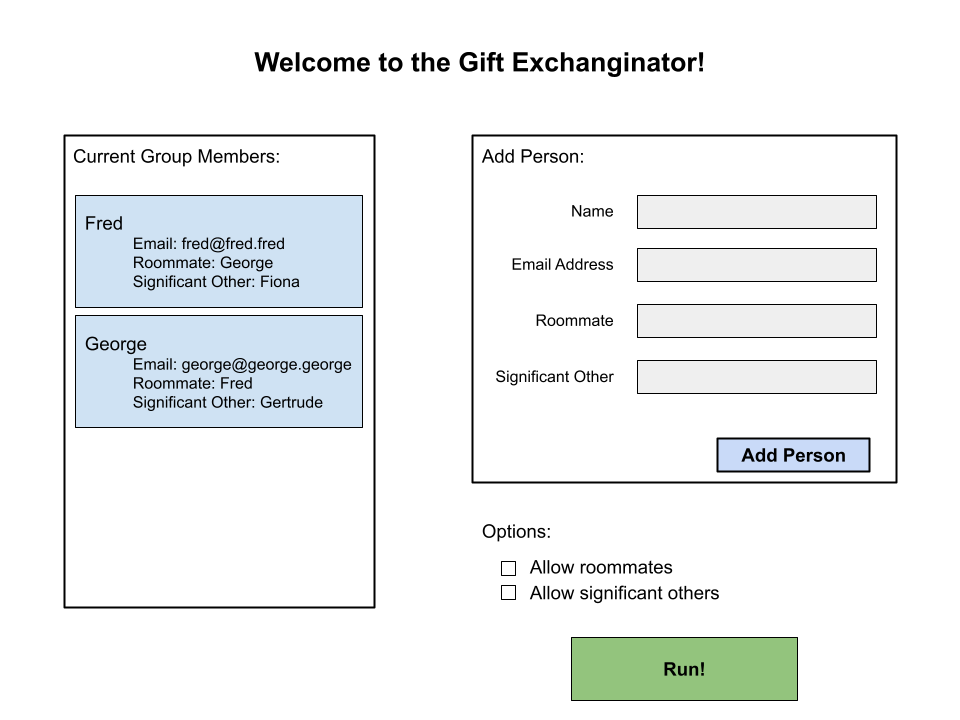 Welcome to the Gift Exchanginator!
Current Group Members:
Fred
Email: fred@fred.fred
Roommate: George
Significant Other: Fiona
George
Email: george@george.george
Roommate: Fred
Significant Other: Gertrude
Add Person:
Name
Email Address
Roommate
Significant Other
Add Person
Options:
Allow roommates
Allow significant others
Run!